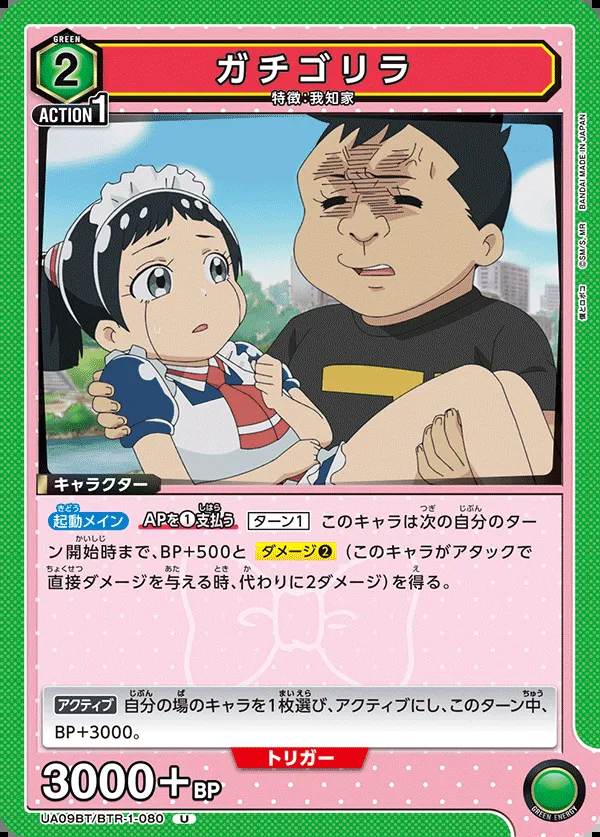 GREEN
2
ACTION 1
ガチゴリラ
特徴:我知家
BANDAI MADE IN JAPAN
©SM/S, MR
僕とロボコ
キャラクター
起動メイン APを1支払う ターン1 このキャラは次の自分のター
ン開始時まで、BP+500と ダメージ2 (このキャラがアタックで
直接ダメージを与える時、代わりに2ダメージ)を得る。
アクティブ 自分の場のキャラを1枚選び、アクティブにし、このターン中、
BP+3000。
トリガー
3000+BP
UA09BT/BTR-1-080 U
GREEN ENERGY